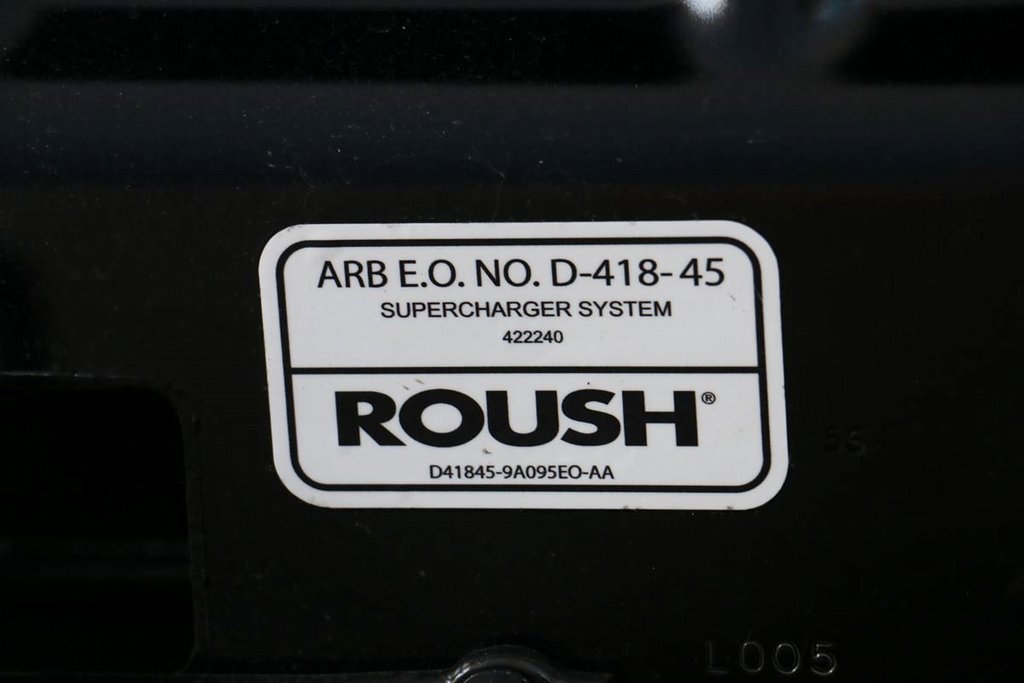 ARB E.O. NO. D-418-45
SUPERCHARGER SYSTEM
422240
ROUSH®
D41845-9A095EO-AA
L005